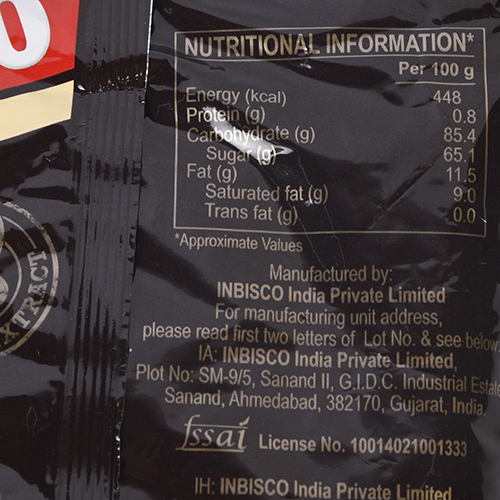 0
NUTRITIONAL INFORMATION*
Per 100 g
Energy (kcal) 448
Protein (g) 0.8
Carbohydrate (g) 85.4
Sugar (g) 65.1
Fat (g) 11.5
Saturated fat (g) 9.0
Trans fat (g) 0.0
*Approximate Values
Manufactured by:
INBISCO India Private Limited
For manufacturing unit address,
please read first two letters of Lot No. & see below
IA: INBISCO India Private Limited,
Plot No: SM-9/5, Sanand II, G.I.D.C. Industrial Estate
Sanand, Ahmedabad, 382170, Gujarat, India.
fssai License No. 10014021001333
IH: INBISCO India Private Limited
XTRACT